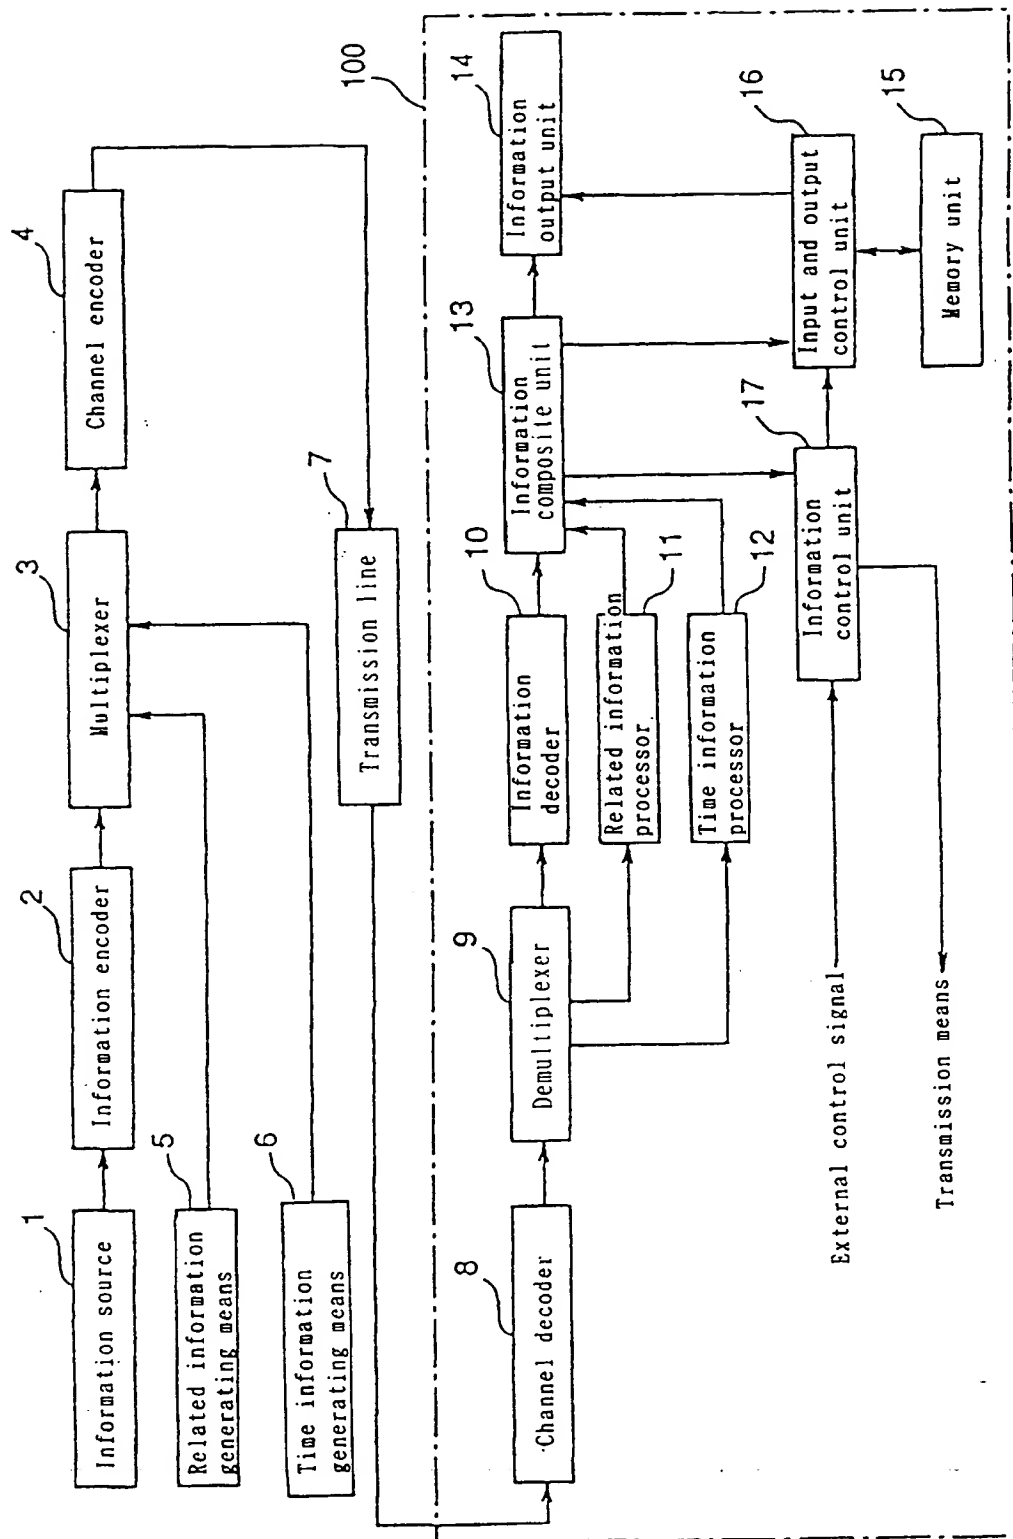 1
Information source
2
Information encoder
3
Multiplexer
4
Channel encoder
5
Related information
generating means
6
Time information
generating means
7
Transmission line
100
8
Channel decoder
9
Demultiplexer
10
Information
decoder
11
Related information
processor
12
Time information
processor
13
Information
composite unit
14
Information
output unit
External control signal
Transmission means
17
Information
control unit
16
Input and output
control unit
15
Memory unit